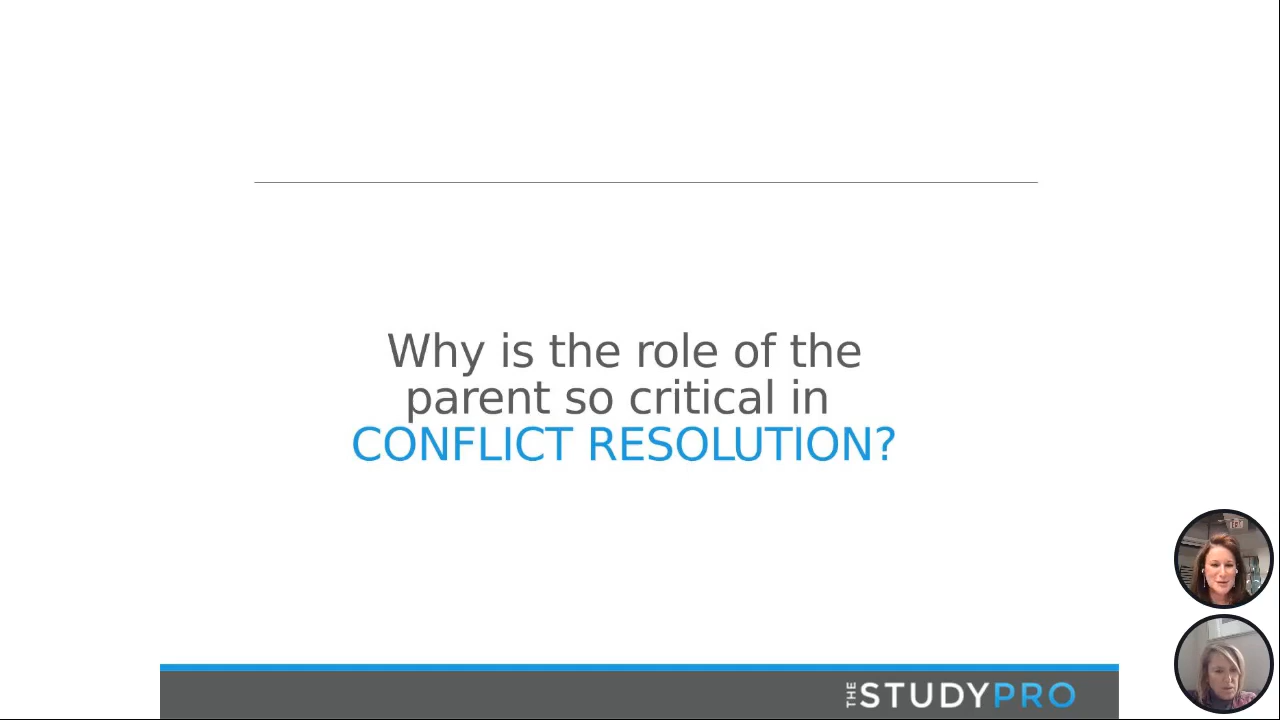 Why is the role of the
parent so critical in
CONFLICT RESOLUTION?
THE STUDYPRO